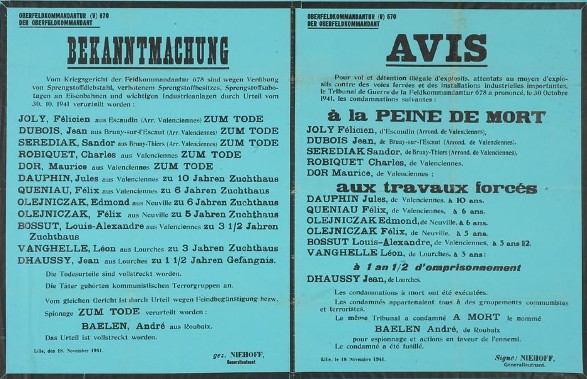 OBERFELDKOMMANDANTUR (V) 670
DER OBERFELDKOMMANDANT
BEKANNTMACHUNG
Vom Kriegsgericht der Feldkommandantur 678 sind wegen Verübung
von Sprengstoffdiebstahl, verbotenem Sprengstoffbesitzes, Sprengstoffsabo-
tagen an Eisenbahnen und wichtigen Industrieanlagen durch Urteil vom
30. 10. 1941 verurteilt worden :
JOLY, Félicien aus Escaudin (Arr. Valenciennes) ZUM TODE
DUBOIS, Jean aus Bruay-sur-l'Escaut (Arr. Valenciennes) ZUM TODE
SEREDIAK, Sandor aus Bruay-Thiers (Arr. Valenciennes) ZUM TODE
ROBIQUET, Charles aus Valenciennes ZUM TODE
DOR, Maurice aus Valenciennes ZUM TODE
DAUPHIN, Jules aus Valenciennes zu 10 Jahren Zuchthaus
QUENIAU, Félix aus Valenciennes zu 6 Jahren Zuchthaus
OLEJNICZAK, Edmond aus Neuville zu 6 Jahren Zuchthaus
OLEJNICZAK, Félix aus Neuville zu 5 Jahren Zuchthaus
BOSSUT, Louis-Alexandre aus Valenciennes zu 3 1/2 Jahren
Zuchthaus
VANGHELLE, Léon aus Lourches zu 3 Jahren Zuchthaus
DHAUSSY, Jean aus Lourches zu 1 1/2 Jahren Gefängnis.
Die Todesurteile sind vollstreckt worden.
Die Täter gehörten kommunistischen Terrorgruppen an.
Vom gleichen Gericht ist durch Urteil wegen Feindbegünstigung bezw.
Spionage ZUM TODE verurteilt worden :
BAELEN, André aus Roubaix.
Das Urteil ist vollstreckt worden.
Lille, den 18. November 1941.
gez. NIEHOFF,
Generalleutnant.
OBERFELDKOMMANDANTUR (V) 670
DER OBERFELDKOMMANDANT
AVIS
Pour vol et détention illégale d'explosifs, attentats au moyen d'explo-
sifs contre des voies ferrées et des installations industrielles importantes,
le Tribunal de Guerre de la Feldkommandantur 678 a prononcé, le 30 Octobre
1941, les condamnations suivantes :
à la PEINE DE MORT
JOLY Félicien, d'Escaudin (Arrond. de Valenciennes).
DUBOIS Jean, de Bruay-sur-l'Escaut (Arrond. de Valenciennes).
SEREDIAK Sandor, de Bruay-Thiers (Arrond. de Valenciennes).
ROBIQUET Charles, de Valenciennes.
DOR Maurice, de Valenciennes ;
aux travaux forcés
DAUPHIN Jules, de Valenciennes, à 10 ans.
QUENIAU Félix, de Valenciennes, à 6 ans.
OLEJNICZAK Edmond, de Neuville, à 6 ans.
OLEJNICZAK Félix, de Neuville, à 5 ans.
BOSSUT Louis-Alexandre, de Valenciennes, à 3 ans 1/2.
VANGHELLE Léon, de Lourches, à 3 ans :
à 1 an 1/2 d'emprisonnement
DHAUSSY Jean, de Lourches.
Les condamnations à mort ont été exécutées.
Les condamnés appartenaient tous à des groupements communistes
et terroristes.
Le même Tribunal a condamné A MORT le nommé
BAELEN André, de Roubaix
pour espionnage et actions en faveur de l'ennemi.
Le condamné a été fusillé.
Lille, le 18 Novembre 1941.
Signé : NIEHOFF,
Generalleutnant.